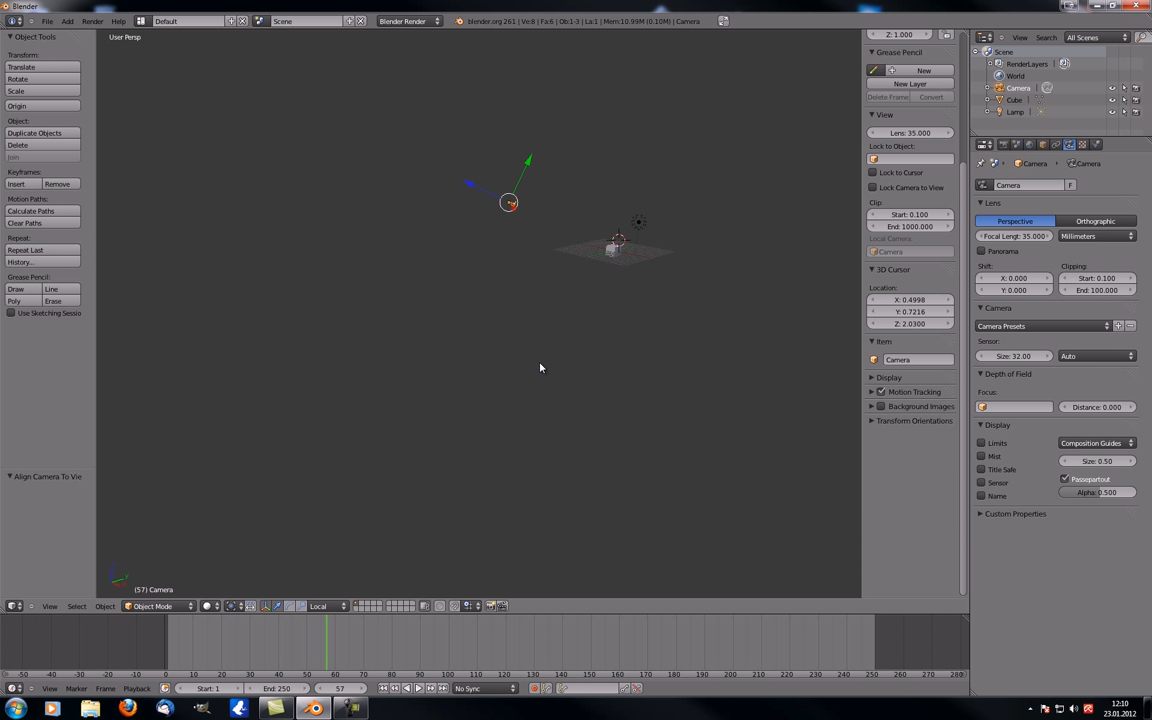 Blender
File Add Render Help Default Scene Blender Render blender.org 261 | Ve:8 | Fa:6 | Ob:1-3 | La:1 | Mem:10.99M (0.10M) | Camera View Search All Scenes
Object Tools
User Persp
Transform:
Translate
Rotate
Scale
Origin
Object:
Duplicate Objects
Delete
Join
Keyframes:
Insert Remove
Motion Paths:
Calculate Paths
Clear Paths
Repeat:
Repeat Last
History...
Grease Pencil:
Draw Line
Poly Erase
Use Sketching Sessio
Align Camera To Vie
(57) Camera
Z: 1.000
Grease Pencil
New
New Layer
Delete Frame Convert
View
Lens: 35.000
Lock to Object:
Lock to Cursor
Lock Camera to View
Clip:
Start: 0.100
End: 1000.000
Local Camera:
Camera
3D Cursor
Location:
X: 0.4998
Y: 0.7216
Z: 2.0300
Item
Camera
Display
Motion Tracking
Background Images
Transform Orientations
Scene
RenderLayers
World
Camera
Cube
Lamp
Camera Camera
Camera F
Lens
Perspective Orthographic
Focal Lengt: 35.000 Millimeters
Panorama
Shift: Clipping:
X: 0.000 Start: 0.100
Y: 0.000 End: 100.000
Camera
Camera Presets
Sensor:
Size: 32.00 Auto
Depth of Field
Focus:
Distance: 0.000
Display
Limits Composition Guides
Mist Size: 0.50
Title Safe
Sensor Passepartout
Name Alpha: 0.500
Custom Properties
View Select Object Object Mode Local
-50 -40 -30 -20 -10 0 10 20 30 40 50 60 70 80 90 100 110 120 130 140 150 160 170 180 190 200 210 220 230 240 250 260 270 280
View Marker Frame Playback Start: 1 End: 250 57 No Sync
12:10
23.01.2012